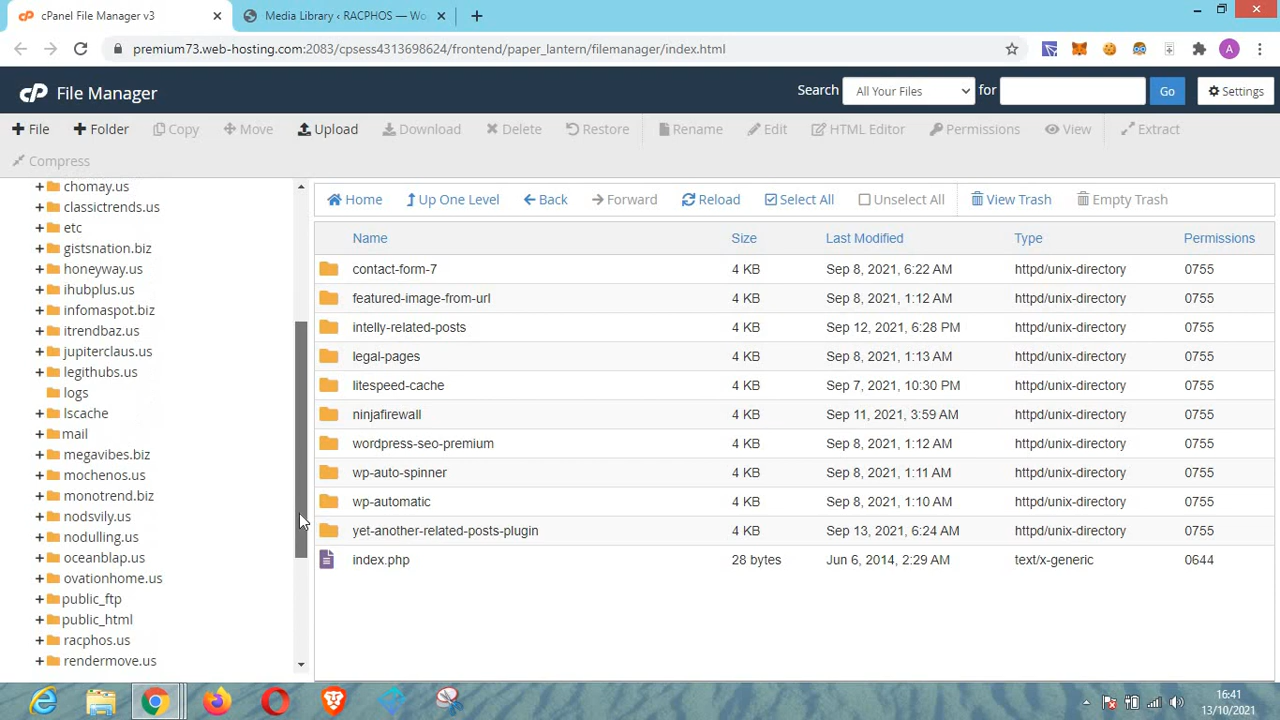 cPanel File Manager v3
Media Library ‹ RACPHOS — Wo
premium73.web-hosting.com:2083/cpsess4313698624/frontend/paper_lantern/filemanager/index.html
A
cP File Manager
Search All Your Files for Go Settings
File Folder Copy Move Upload Download Delete Restore Rename Edit HTML Editor Permissions View Extract
Compress
chomay.us
classictrends.us
etc
gistsnation.biz
honeyway.us
ihubplus.us
infomaspot.biz
itrendbaz.us
jupiterclaus.us
legithubs.us
logs
lscache
mail
megavibes.biz
mochenos.us
monotrend.biz
nodsvily.us
nodulling.us
oceanblap.us
ovationhome.us
public_ftp
public_html
racphos.us
rendermove.us
Home Up One Level Back Forward Reload Select All Unselect All View Trash Empty Trash
Name Size Last Modified Type Permissions
contact-form-7 4 KB Sep 8, 2021, 6:22 AM httpd/unix-directory 0755
featured-image-from-url 4 KB Sep 8, 2021, 1:12 AM httpd/unix-directory 0755
intelly-related-posts 4 KB Sep 12, 2021, 6:28 PM httpd/unix-directory 0755
legal-pages 4 KB Sep 8, 2021, 1:13 AM httpd/unix-directory 0755
litespeed-cache 4 KB Sep 7, 2021, 10:30 PM httpd/unix-directory 0755
ninjafirewall 4 KB Sep 11, 2021, 3:59 AM httpd/unix-directory 0755
wordpress-seo-premium 4 KB Sep 8, 2021, 1:12 AM httpd/unix-directory 0755
wp-auto-spinner 4 KB Sep 8, 2021, 1:11 AM httpd/unix-directory 0755
wp-automatic 4 KB Sep 8, 2021, 1:10 AM httpd/unix-directory 0755
yet-another-related-posts-plugin 4 KB Sep 13, 2021, 6:24 AM httpd/unix-directory 0755
index.php 28 bytes Jun 6, 2014, 2:29 AM text/x-generic 0644
16:41
13/10/2021